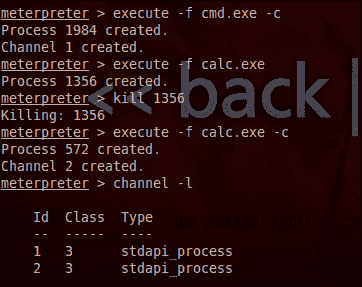 meterpreter > execute -f cmd.exe -c
Process 1984 created.
Channel 1 created.
meterpreter > execute -f calc.exe
Process 1356 created.
meterpreter > kill 1356
Killing: 1356
<< back |
meterpreter > execute -f calc.exe -c
Process 572 created.
Channel 2 created.
meterpreter > channel -l
Id Class Type
-- ----- ----
1 3 stdapi_process
2 3 stdapi_process